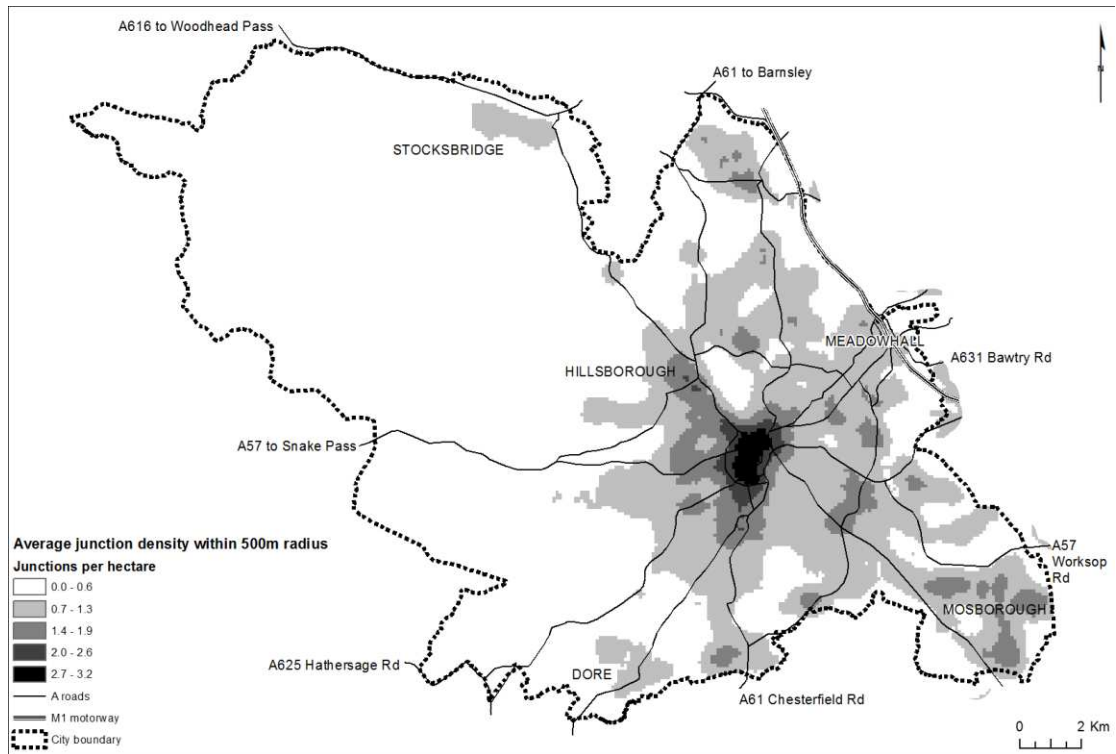 A616 to Woodhead Pass
A61 to Barnsley
N
STOCKSBRIDGE
MEADOWHALL
A631 Bawtry Rd
HILLSBOROUGH
A57 to Snake Pass
A57
Worksop
Rd
MOSBOROUGH
A625 Hathersage Rd
DORE
A61 Chesterfield Rd
Average junction density within 500m radius
Junctions per hectare
0.0 - 0.6
0.7 - 1.3
1.4 - 1.9
2.0 - 2.6
2.7 - 3.2
A roads
M1 motorway
City boundary
0 2 Km